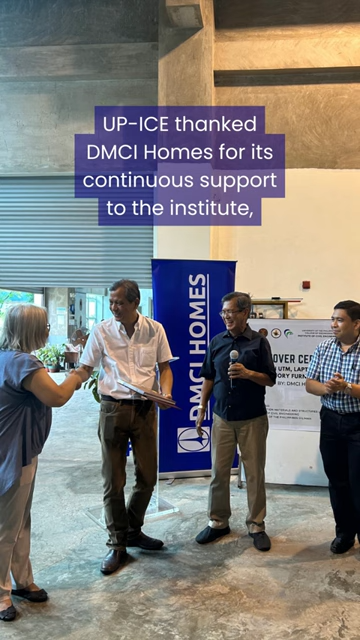 UP-ICE thanked
DMCI Homes for its
continuous support
to the institute,
DMCI HOMES
OVER CE
UTM, LAPT
ORY FURN
BY: DMCI H